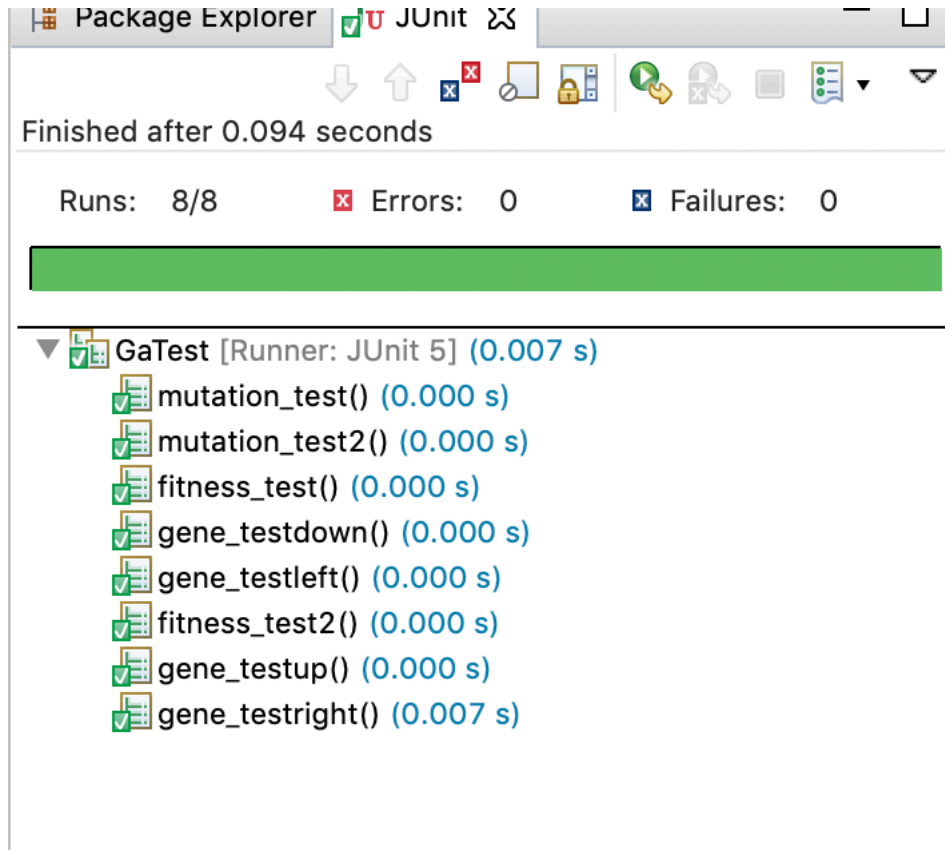 Package Explorer JUnit
Finished after 0.094 seconds
Runs: 8/8 Errors: 0 Failures: 0
GaTest [Runner: JUnit 5] (0.007 s)
mutation_test() (0.000 s)
mutation_test2() (0.000 s)
fitness_test() (0.000 s)
gene_testdown() (0.000 s)
gene_testleft() (0.000 s)
fitness_test2() (0.000 s)
gene_testup() (0.000 s)
gene_testright() (0.007 s)